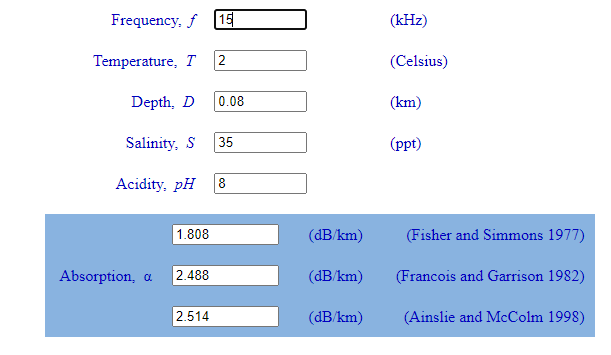 Frequency, f 15 (kHz)
Temperature, T 2 (Celsius)
Depth, D 0.08 (km)
Salinity, S 35 (ppt)
Acidity, pH 8
1.808 (dB/km) (Fisher and Simmons 1977)
Absorption, α 2.488 (dB/km) (Francois and Garrison 1982)
2.514 (dB/km) (Ainslie and McColm 1998)